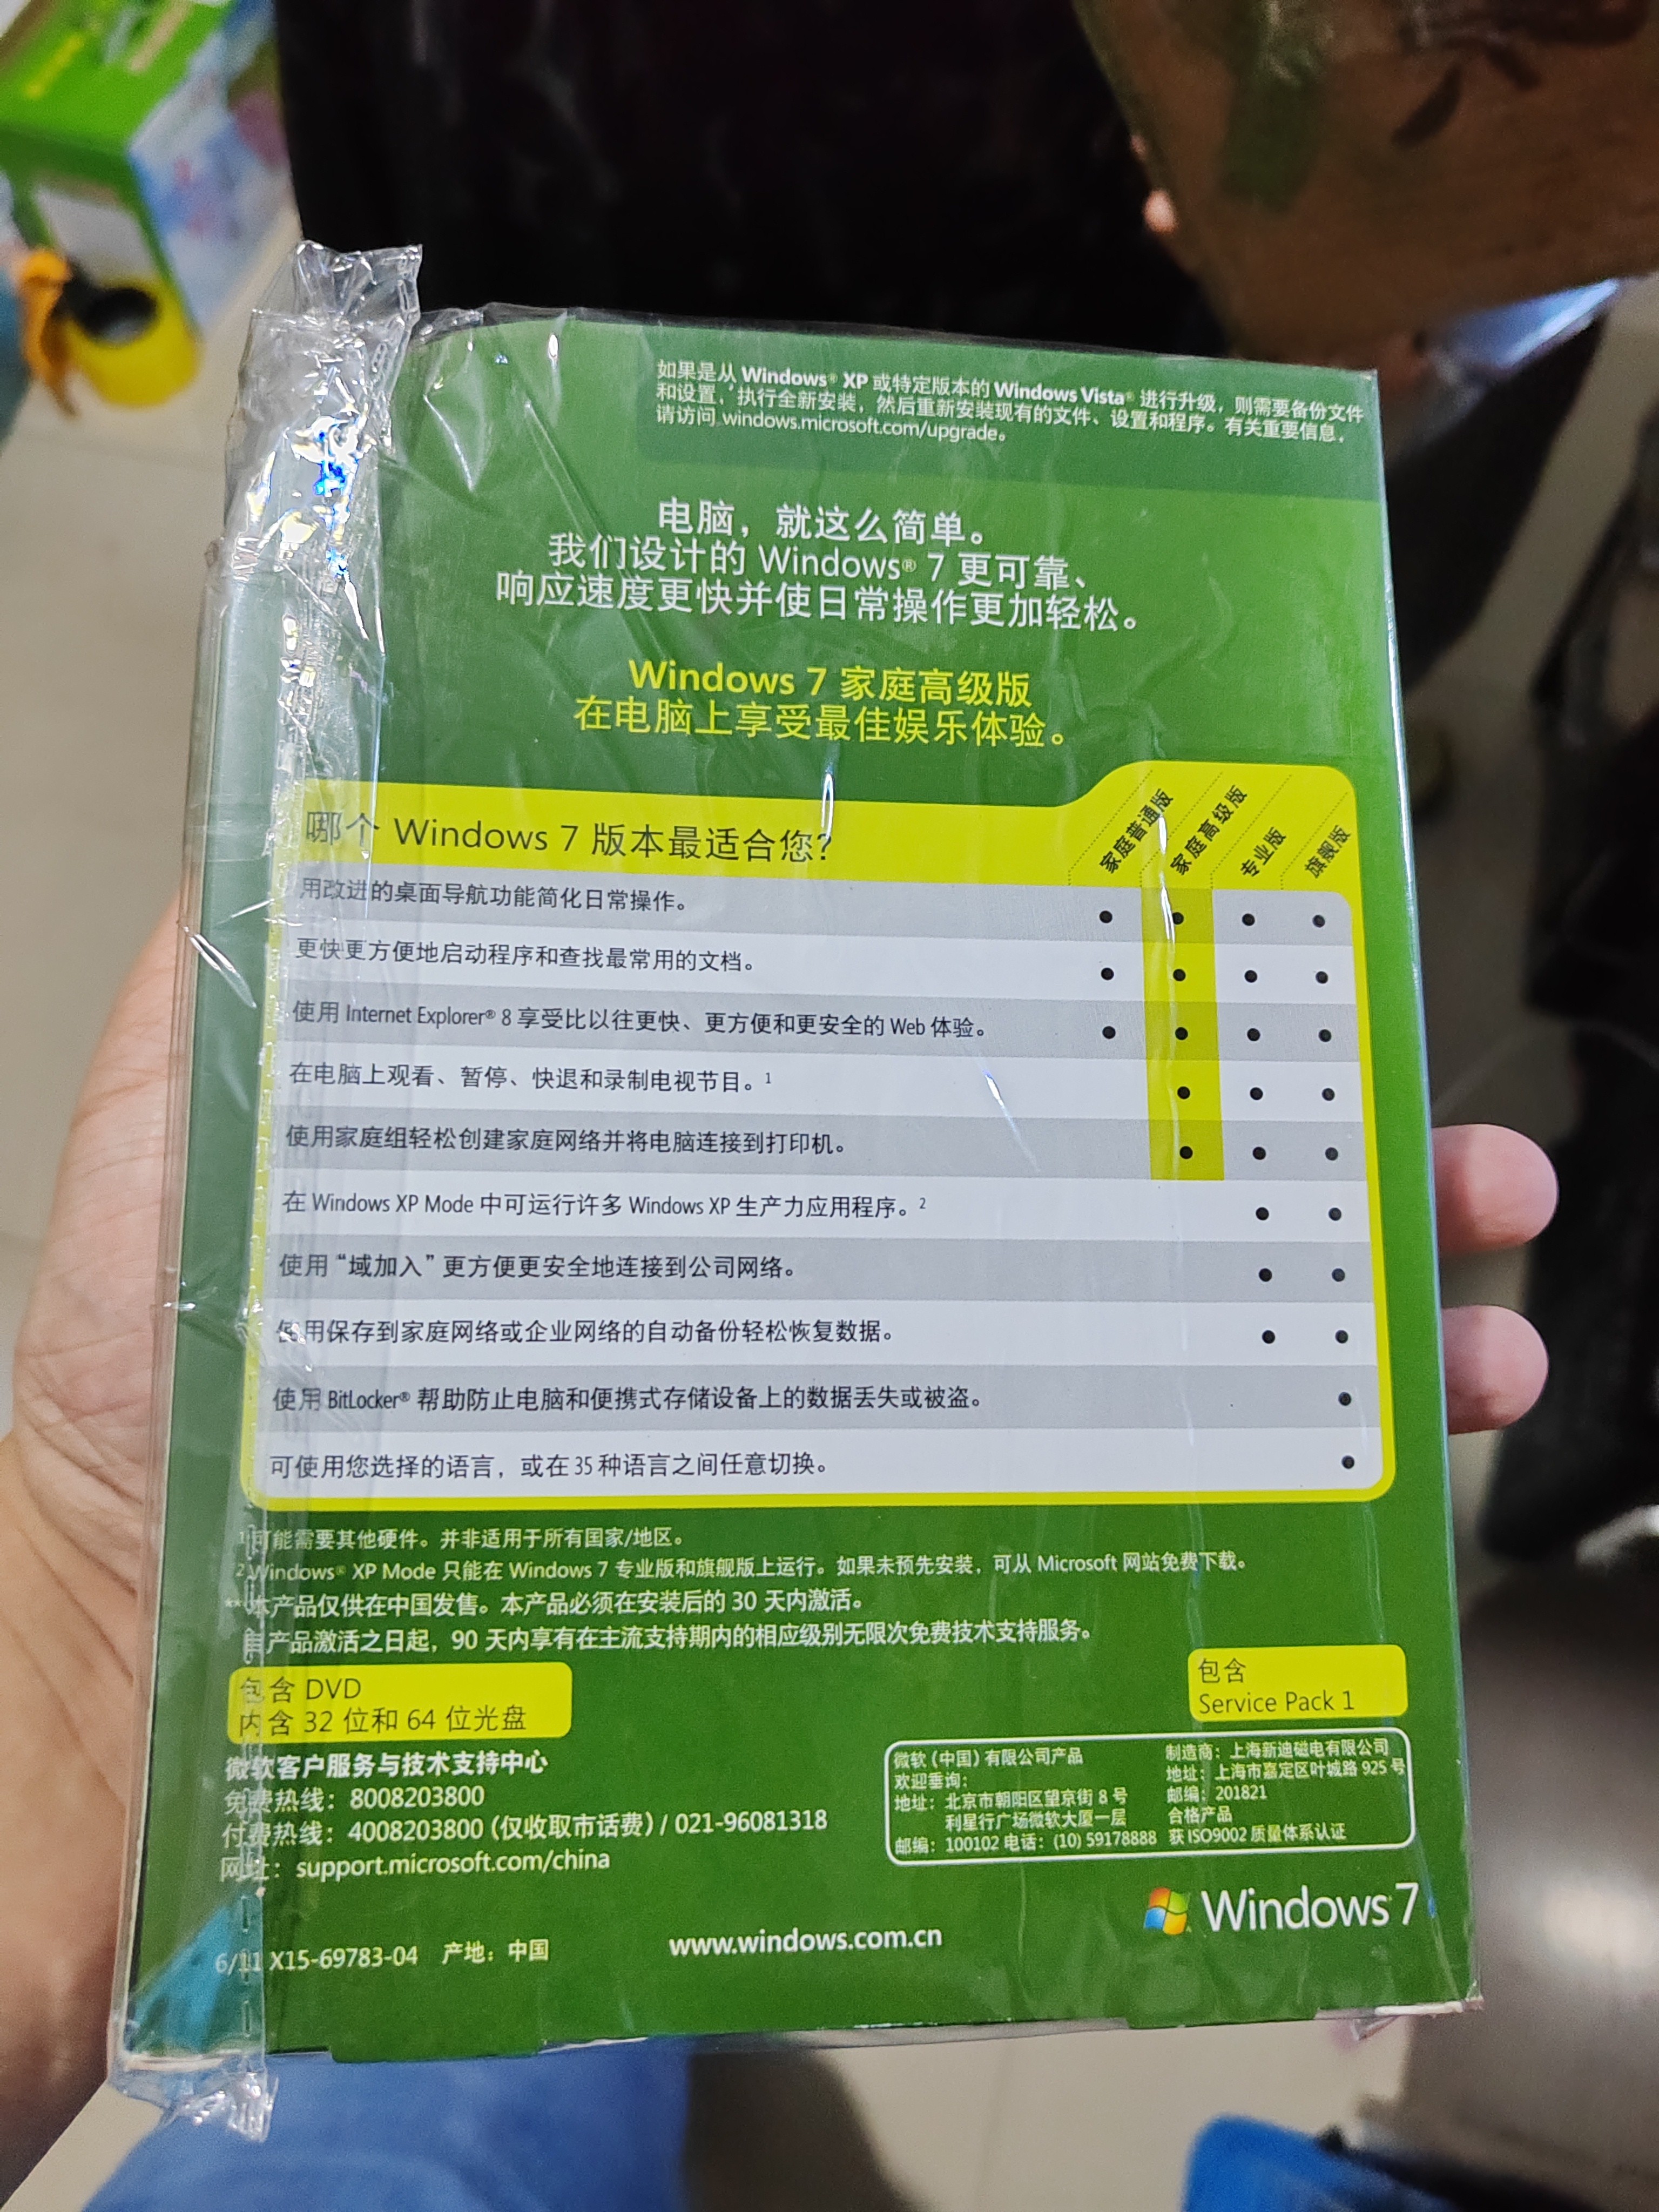 如果是从 Windows® XP 或特定版本的 Windows Vista® 进行升级，则需要备份文件
和设置，执行全新安装，然后重新安装现有的文件、设置和程序。有关重要信息，
请访问 windows.microsoft.com/upgrade。
电脑，就这么简单。
我们设计的 Windows® 7 更可靠、
响应速度更快并使日常操作更加轻松。
Windows 7 家庭高级版
在电脑上享受最佳娱乐体验。
哪个 Windows 7 版本最适合您?
家庭普通版
家庭高级版
专业版
旗舰版
用改进的桌面导航功能简化日常操作。
更快更方便地启动程序和查找最常用的文档。
使用 Internet Explorer® 8 享受比以往更快、更方便和更安全的 Web 体验。
在电脑上观看、暂停、快退和录制电视节目。1
使用家庭组轻松创建家庭网络并将电脑连接到打印机。
在 Windows XP Mode 中可运行许多 Windows XP 生产力应用程序。2
使用“域加入”更方便更安全地连接到公司网络。
使用保存到家庭网络或企业网络的自动备份轻松恢复数据。
使用 BitLocker® 帮助防止电脑和便携式存储设备上的数据丢失或被盗。
可使用您选择的语言，或在 35 种语言之间任意切换。
1 可能需要其他硬件。并非适用于所有国家/地区。
2 Windows® XP Mode 只能在 Windows 7 专业版和旗舰版上运行。如果未预先安装，可从 Microsoft 网站免费下载。
**本产品仅供在中国发售。本产品必须在安装后的 30 天内激活。
自产品激活之日起，90 天内享有在主流支持期内的相应级别无限次免费技术支持服务。
包含 DVD
内含 32 位和 64 位光盘
包含
Service Pack 1
微软客户服务与技术支持中心
免费热线：8008203800
付费热线：4008203800 (仅收取市话费) / 021-96081318
网址：support.microsoft.com/china
微软 (中国) 有限公司产品
欢迎垂询：
地址：北京市朝阳区望京街 8 号
利星行广场微软大厦一层
邮编：100102 电话：(10) 59178888
制造商：上海新迪磁电有限公司
地址：上海市嘉定区叶城路 925 号
邮编：201821
合格产品
获 ISO9002 质量体系认证
Windows® 7
6/11 X15-69783-04 产地：中国
www.windows.com.cn